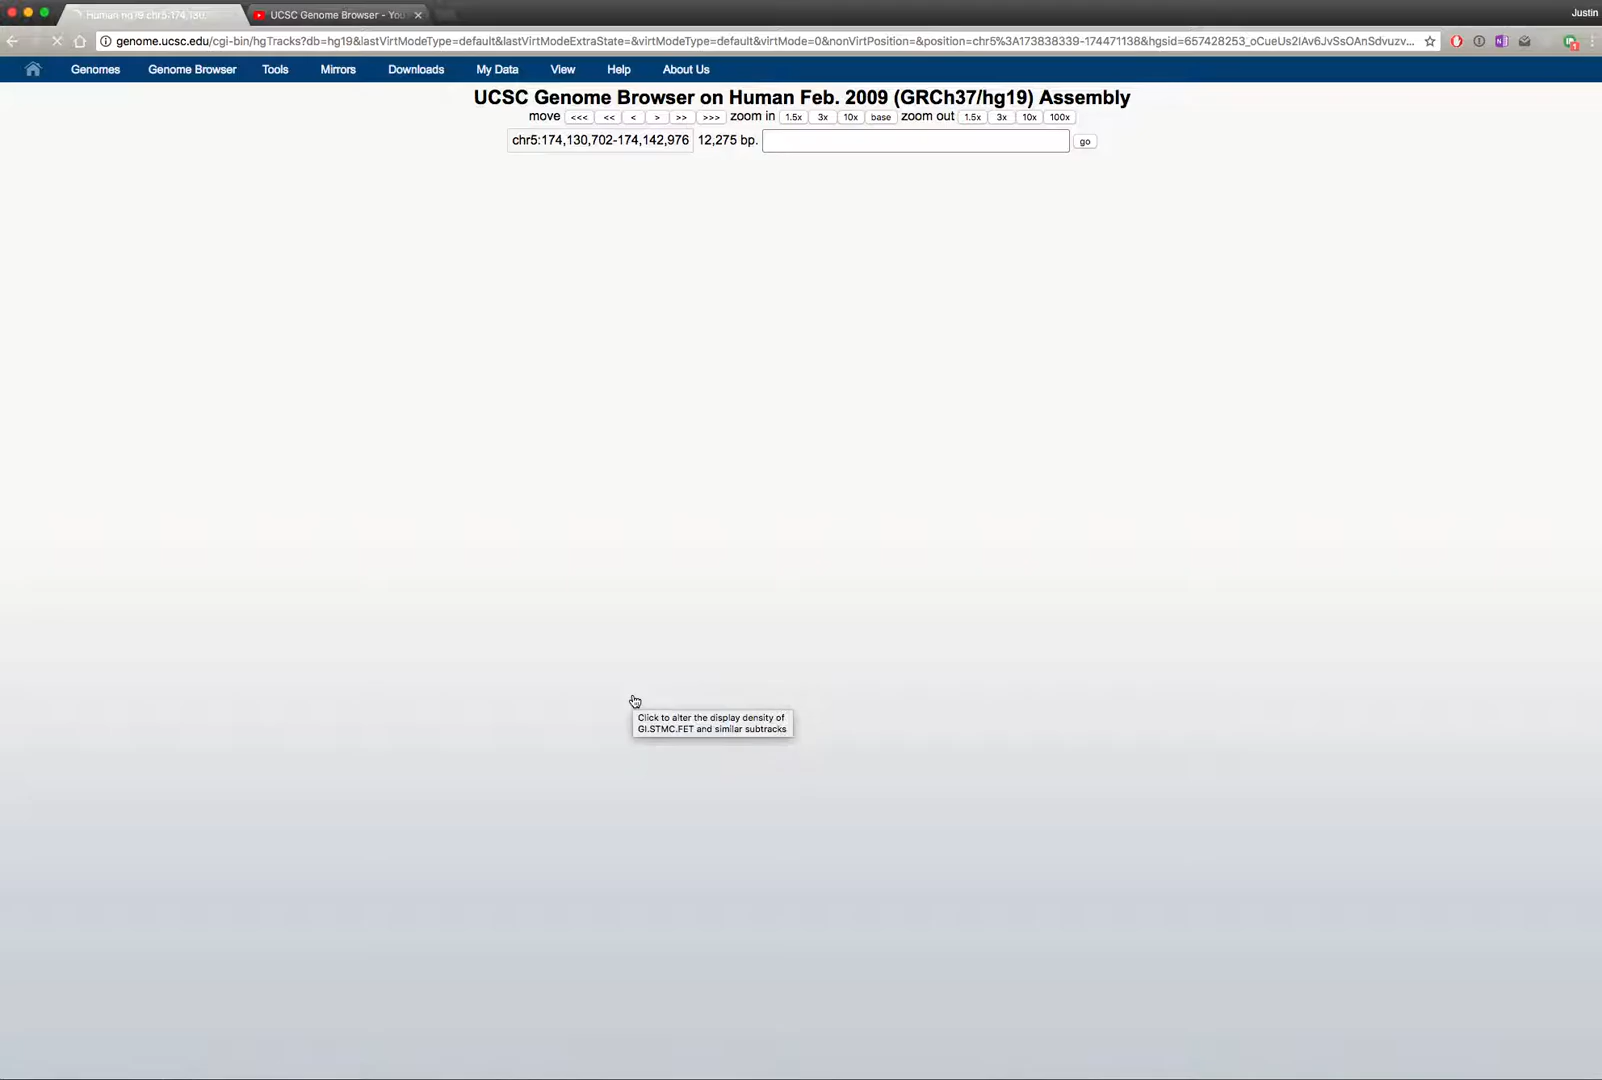 Human hg19 chr5:174,130,
UCSC Genome Browser - You
Justin
genome.ucsc.edu/cgi-bin/hgTracks?db=hg19&lastVirtModeType=default&lastVirtModeExtraState=&virtModeType=default&virtMode=0&nonVirtPosition=&position=chr5%3A173838339-174471138&hgsid=657428253_oCueUs2IAv6JvSsOAnSdvuzv...
Genomes Genome Browser Tools Mirrors Downloads My Data View Help About Us
UCSC Genome Browser on Human Feb. 2009 (GRCh37/hg19) Assembly
move <<< << < > >> >>> zoom in 1.5x 3x 10x base zoom out 1.5x 3x 10x 100x
chr5:174,130,702-174,142,976 12,275 bp. go
Click to alter the display density of
GI.STMC.FET and similar subtracks